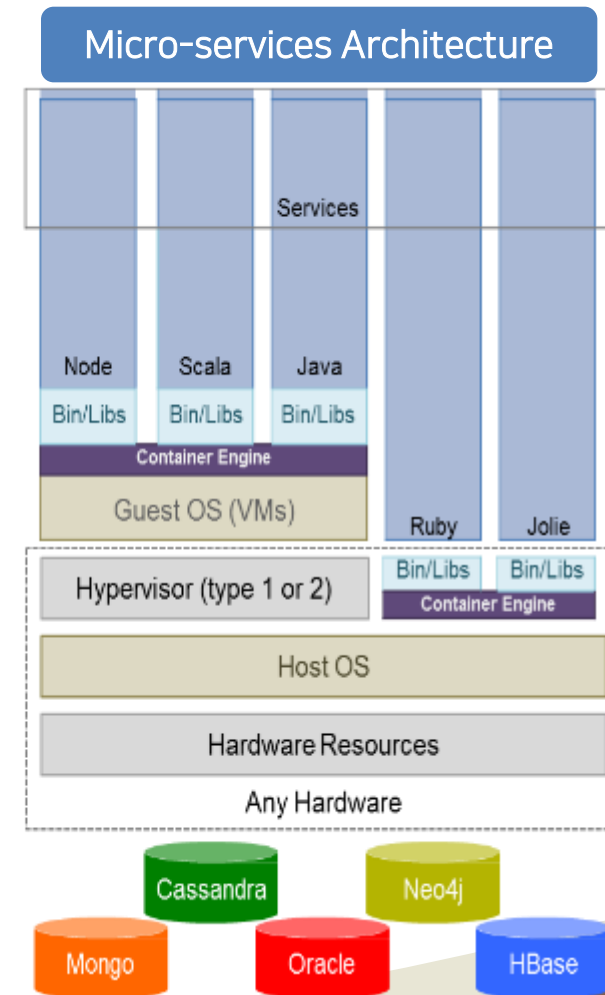 Micro-services Architecture
Services
Node Scala Java
Bin/Libs Bin/Libs Bin/Libs
Container Engine
Guest OS (VMs)
Ruby Jolie
Bin/Libs Bin/Libs
Hypervisor (type 1 or 2)
Container Engine
Host OS
Hardware Resources
Any Hardware
Cassandra Neo4j
Mongo Oracle HBase